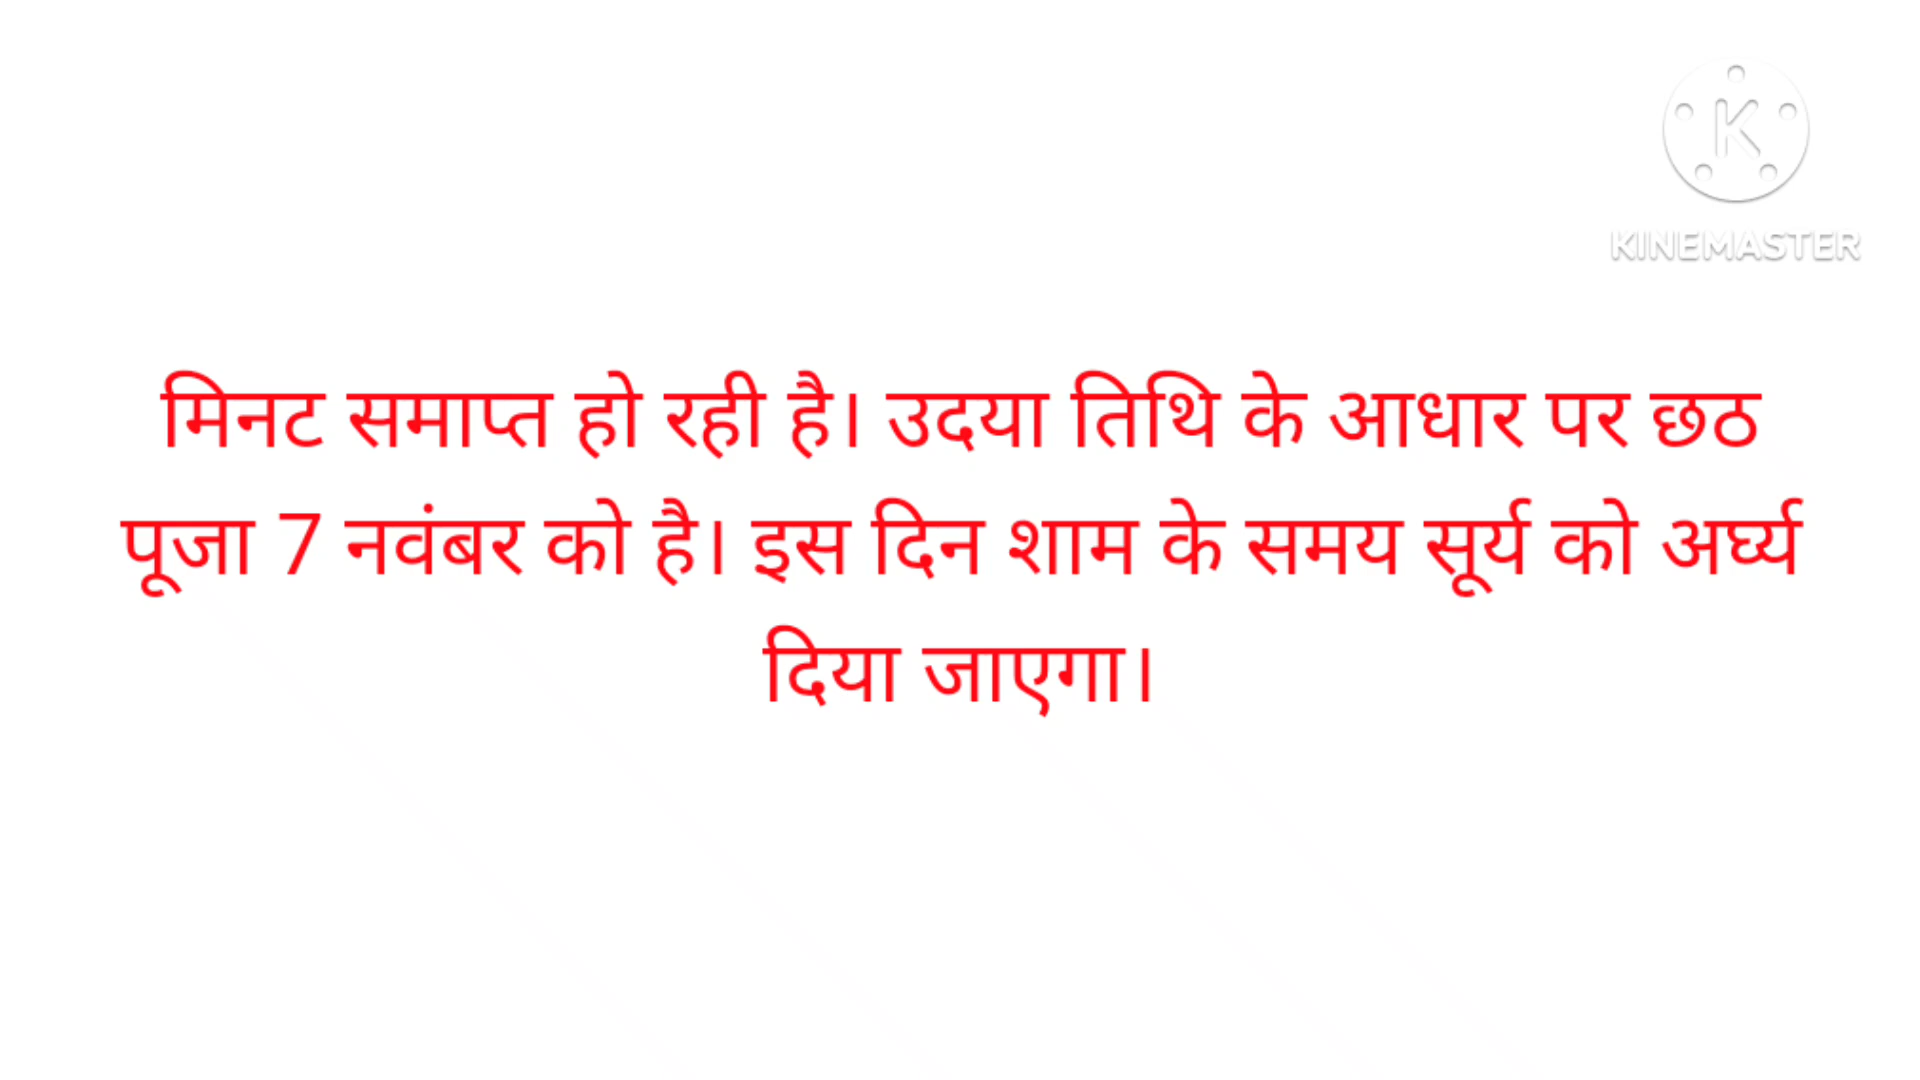 KINEMASTER
मिनट समाप्त हो रही है। उदया तिथि के आधार पर छठ
पूजा 7 नवंबर को है। इस दिन शाम के समय सूर्य को अर्घ्य
दिया जाएगा।